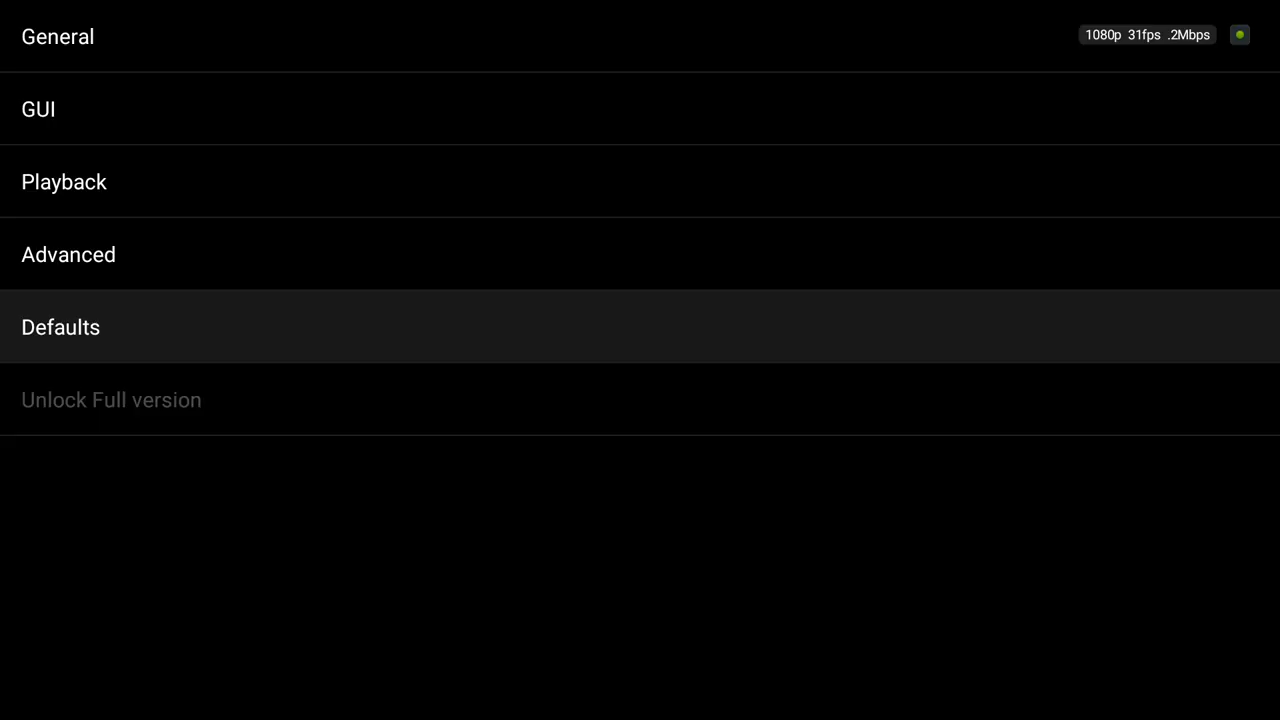 General
1080p 31fps .2Mbps
GUI
Playback
Advanced
Defaults
Unlock Full version